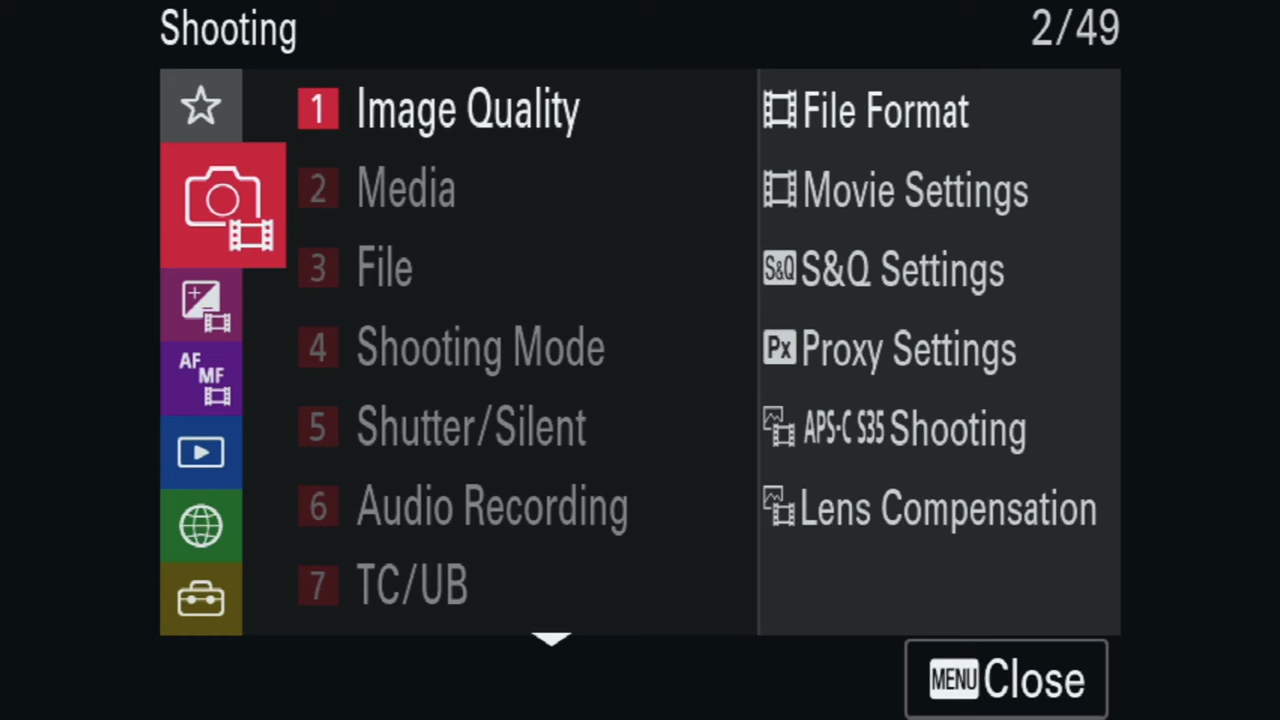 Shooting
2/49
1 Image Quality
2 Media
3 File
4 Shooting Mode
5 Shutter/Silent
6 Audio Recording
7 TC/UB
AF MF
File Format
Movie Settings
S&Q S&Q Settings
Px Proxy Settings
APS-C S35 Shooting
Lens Compensation
MENU Close